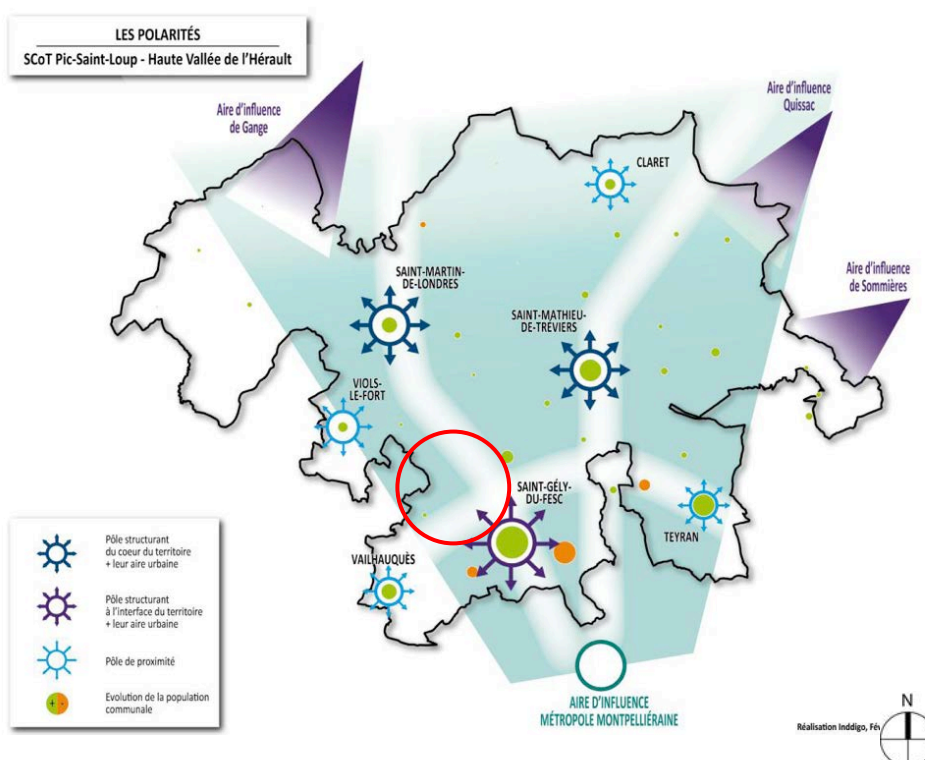 LES POLARITÉS
SCoT Pic-Saint-Loup - Haute Vallée de l'Hérault
Aire d'influence
de Gange
Aire d'influence
Quissac
CLARET
Aire d'influence
de Sommières
SAINT-MARTIN-
DE-LONDRES
SAINT-MATHIEU-
DE-TRÉVIERS
VIOLS-
LE-FORT
SAINT-GÉLY-
DU-FESC
TEYRAN
VAILHAUQUÈS
Pôle structurant
du coeur du territoire
+ leur aire urbaine
Pôle structurant
à l'interface du territoire
+ leur aire urbaine
Pôle de proximité
+ -
Evolution de la population
communale
AIRE D'INFLUENCE
MÉTROPOLE MONTPELLIÉRAINE
N
Réalisation Inddigo,